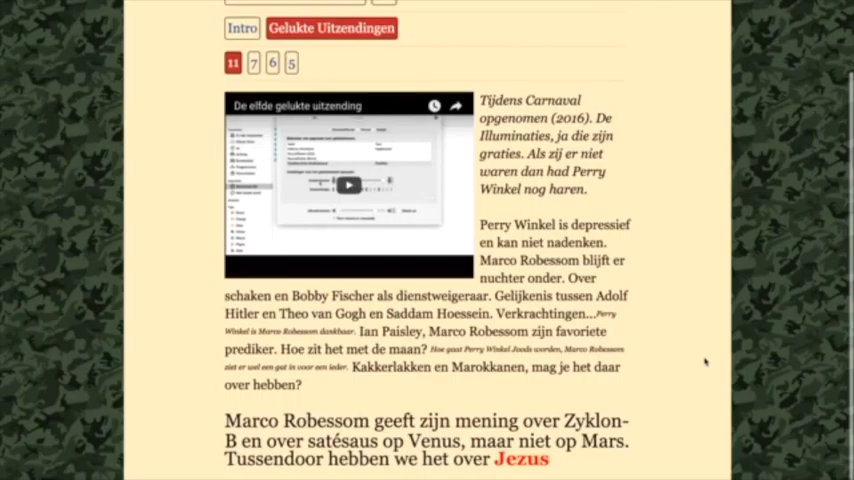 Intro Gelukte Uitzendingen
11 7 6 5
De elfde gelukte uitzending
Tijdens Carnaval
opgenomen (2016). De
Illuminaties, ja die zijn
graties. Als zij er niet
waren dan had Perry
Winkel nog haren.
Perry Winkel is depressief
en kan niet nadenken.
Marco Robessom blijft er
nuchter onder. Over
schaken en Bobby Fischer als dienstweigeraar. Gelijkenis tussen Adolf
Hitler en Theo van Gogh en Saddam Hoessein. Verkrachtingen...Perry
Winkel is Marco Robessom dankbaar. Ian Paisley, Marco Robessom zijn favoriete
prediker. Hoe zit het met de maan? Hoe gaat Perry Winkel Joods worden, Marco Robessom
ziet er wel een gat in voor een ieder. Kakkerlakken en Marokkanen, mag je het daar
over hebben?
Marco Robessom geeft zijn mening over Zyklon-
B en over satésaus op Venus, maar niet op Mars.
Tussendoor hebben we het over Jezus